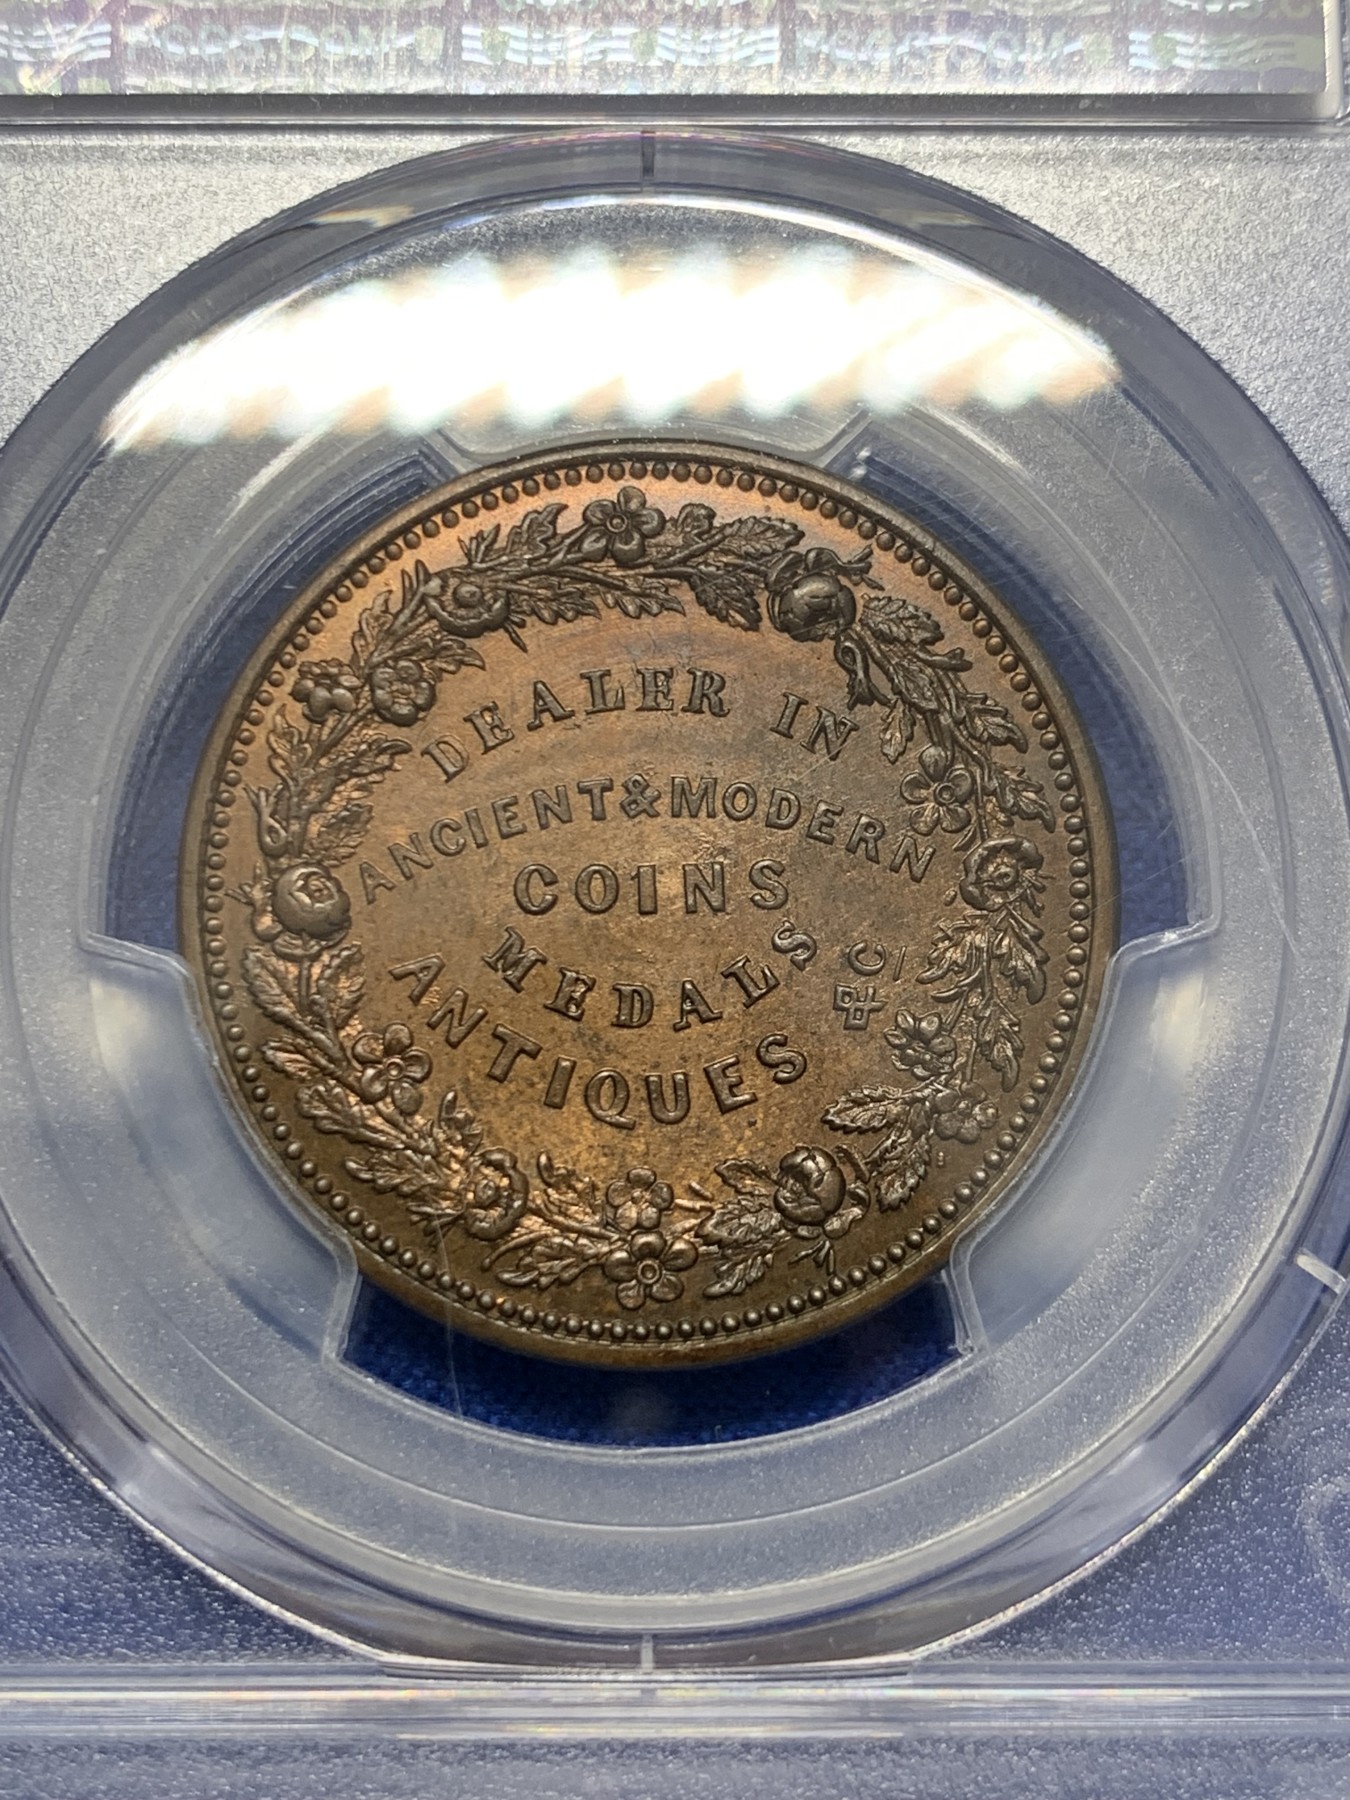 DEALER IN
ANCIENT & MODERN
COINS
MEDALS
ANTIQUES &C